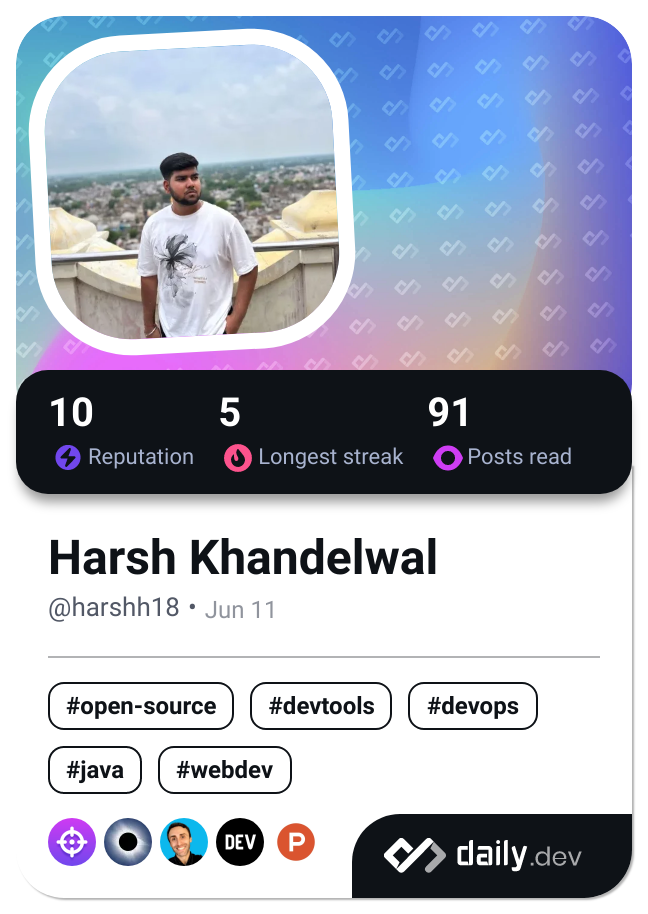 10 5 91
Reputation Longest streak Posts read
Harsh Khandelwal
@harshh18 • Jun 11
#open-source #devtools #devops
#java #webdev
DEV P
daily.dev